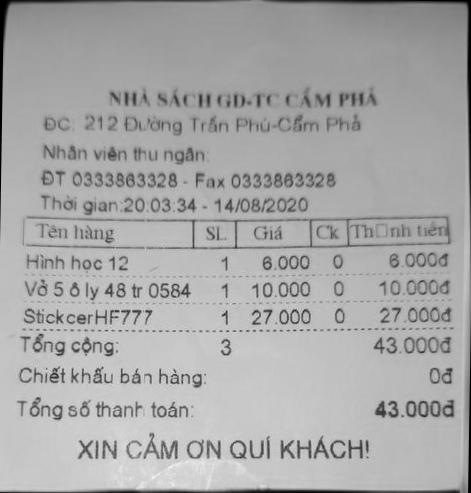 NHÀ SÁCH GD-TC CẨM PHẢ
ĐC: 212 Đường Trần Phú-Cẩm Phả
Nhân viên thu ngân:
ĐT 0333863328 - Fax 0333863328
Thời gian:20:03:34 - 14/08/2020
Tên hàng SL Giá Ck Th□nh tiền
Hình học 12 1 6.000 0 6.000đ
Vở 5 ô ly 48 tr 0584 1 10.000 0 10.000đ
StickcerHF777 1 27.000 0 27.000đ
Tổng cộng: 3 43.000đ
Chiết khấu bán hàng: 0đ
Tổng số thanh toán: 43.000đ
XIN CẢM ƠN QUÍ KHÁCH!